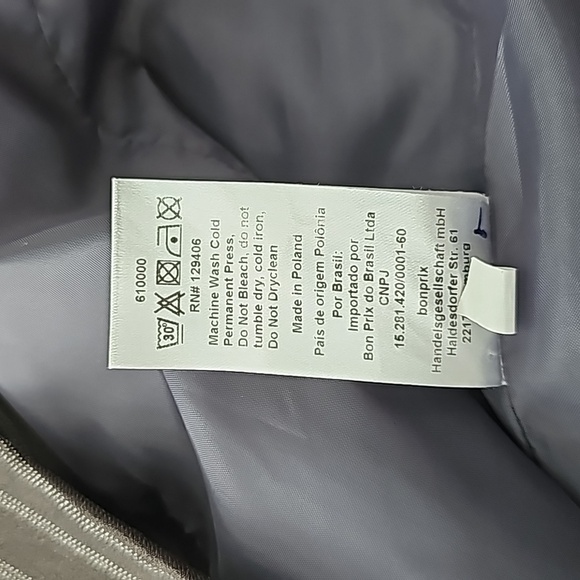 610000
30°
RN# 129406
Machine Wash Cold
Permanent Press,
Do Not Bleach, do not
tumble dry, cold iron,
Do Not Dryclean
Made in Poland
Pais de origem Polônia
Por Brasil:
Importado por
Bon Prix do Brasil Ltda
CNPJ
15.281.420/0001-60
bonprix
Handelsgesellschaft mbH
Haldesdorfer Str. 61